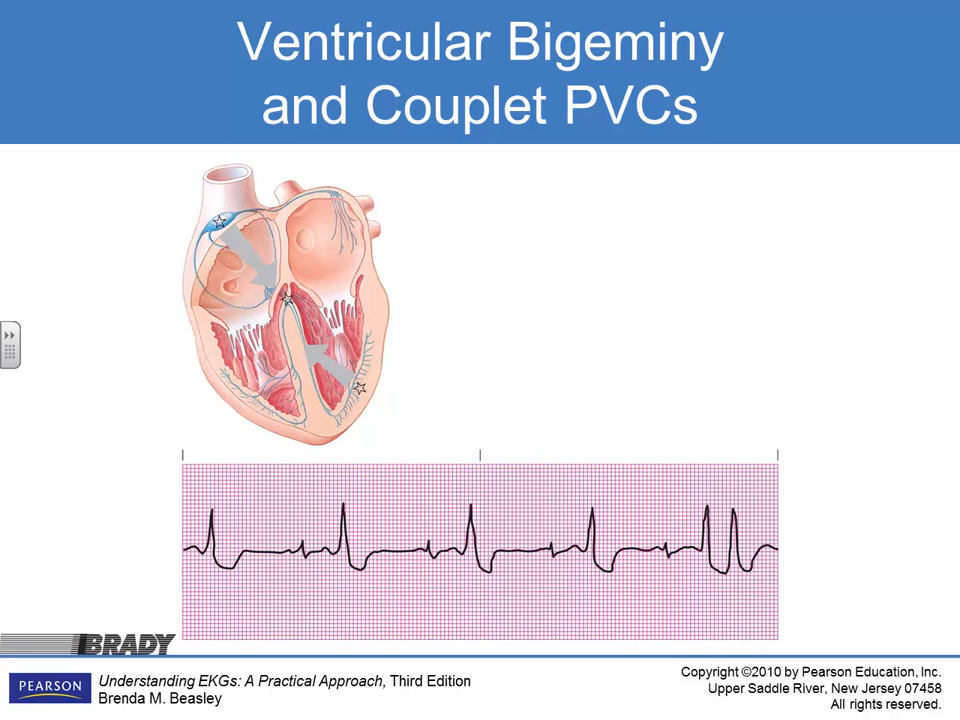 Ventricular Bigeminy
and Couplet PVCs
BRADY
PEARSON
Understanding EKGs: A Practical Approach, Third Edition
Brenda M. Beasley
Copyright ©2010 by Pearson Education, Inc.
Upper Saddle River, New Jersey 07458
All rights reserved.